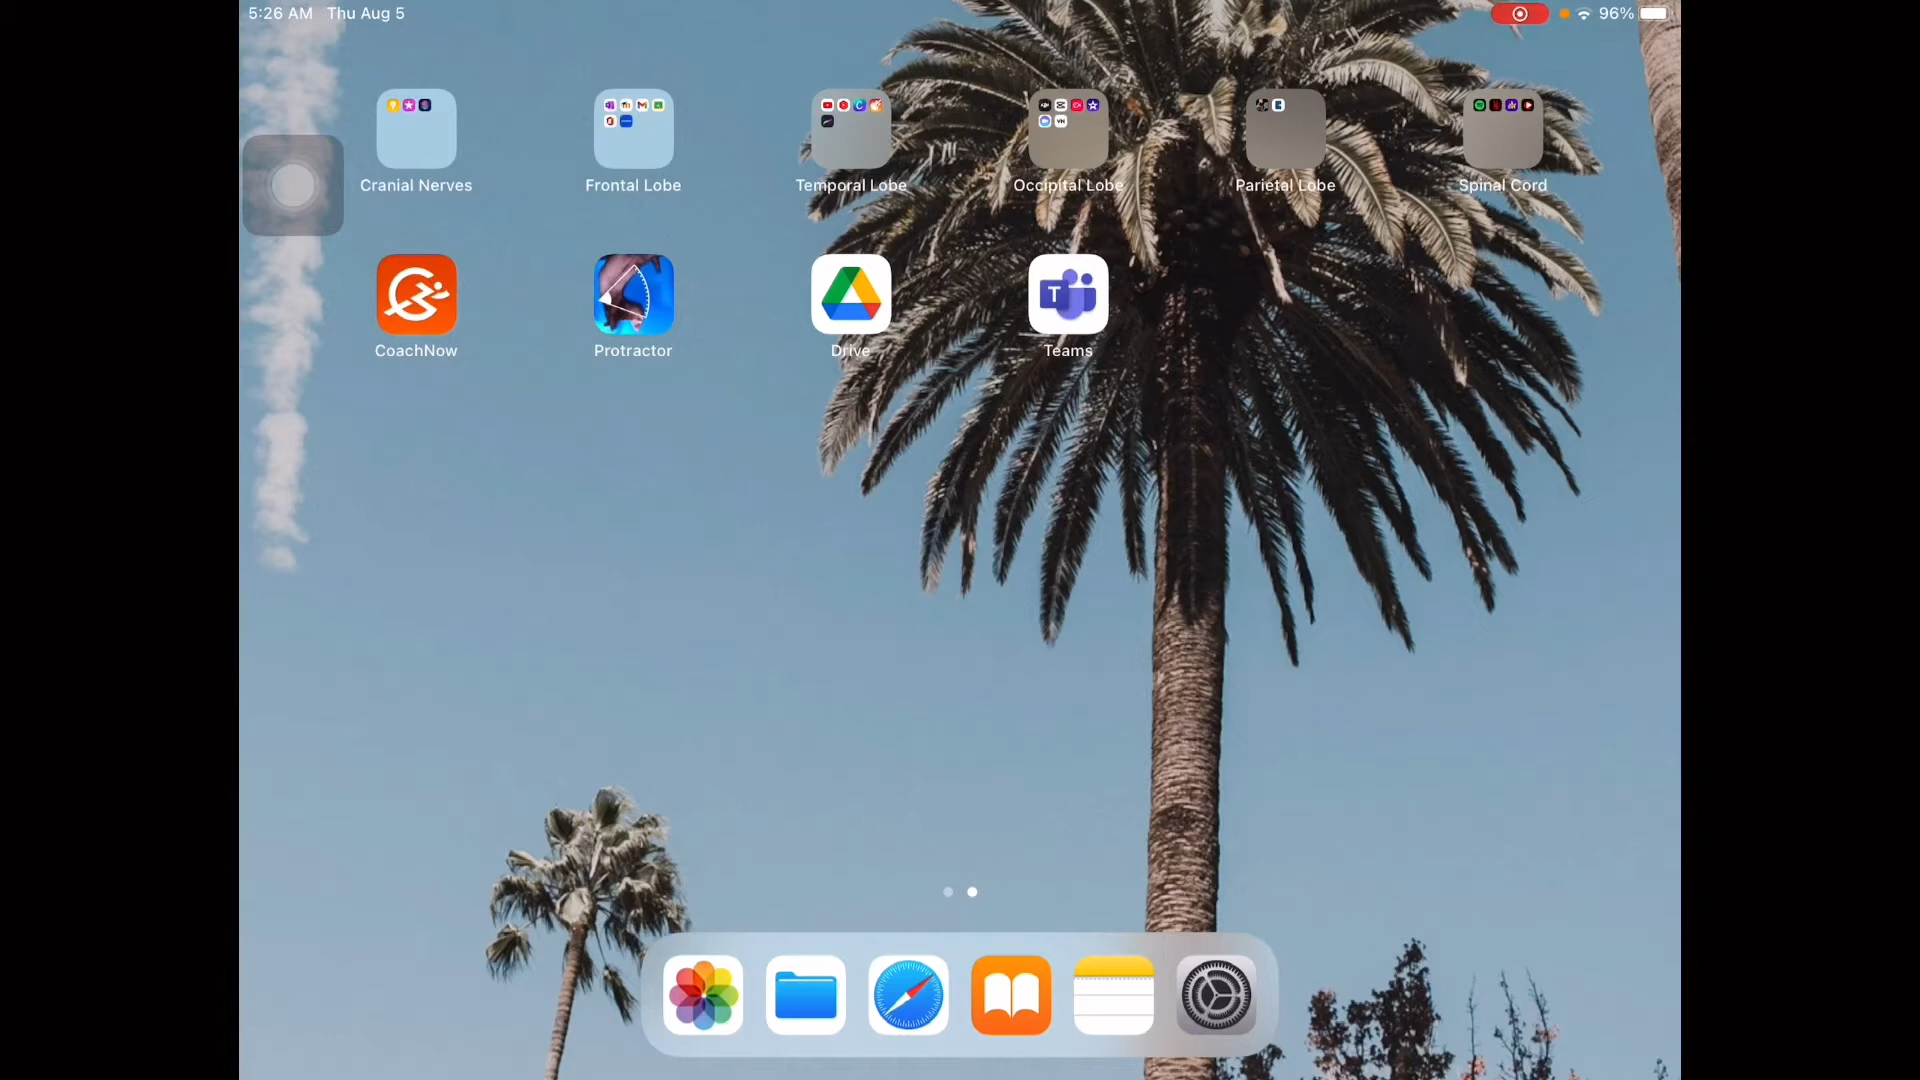 5:26 AM Thu Aug 5
96%
Cranial Nerves
Frontal Lobe
Temporal Lobe
Occipital Lobe
Parietal Lobe
Spinal Cord
CoachNow
Protractor
Drive
T
Teams
VN